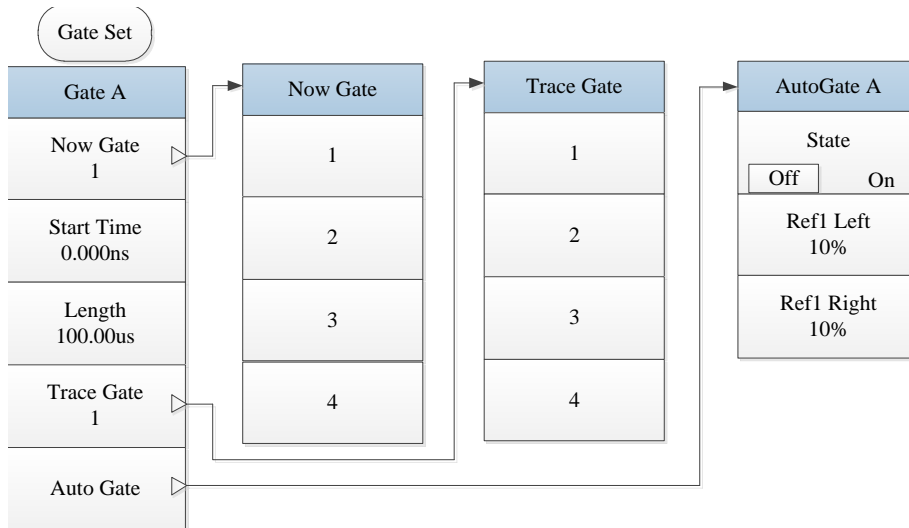 Gate Set
Gate A
Now Gate
1
Start Time
0.000ns
Length
100.00us
Trace Gate
1
Auto Gate
Now Gate
1
2
3
4
Trace Gate
1
2
3
4
AutoGate A
State
Off On
Ref1 Left
10%
Ref1 Right
10%